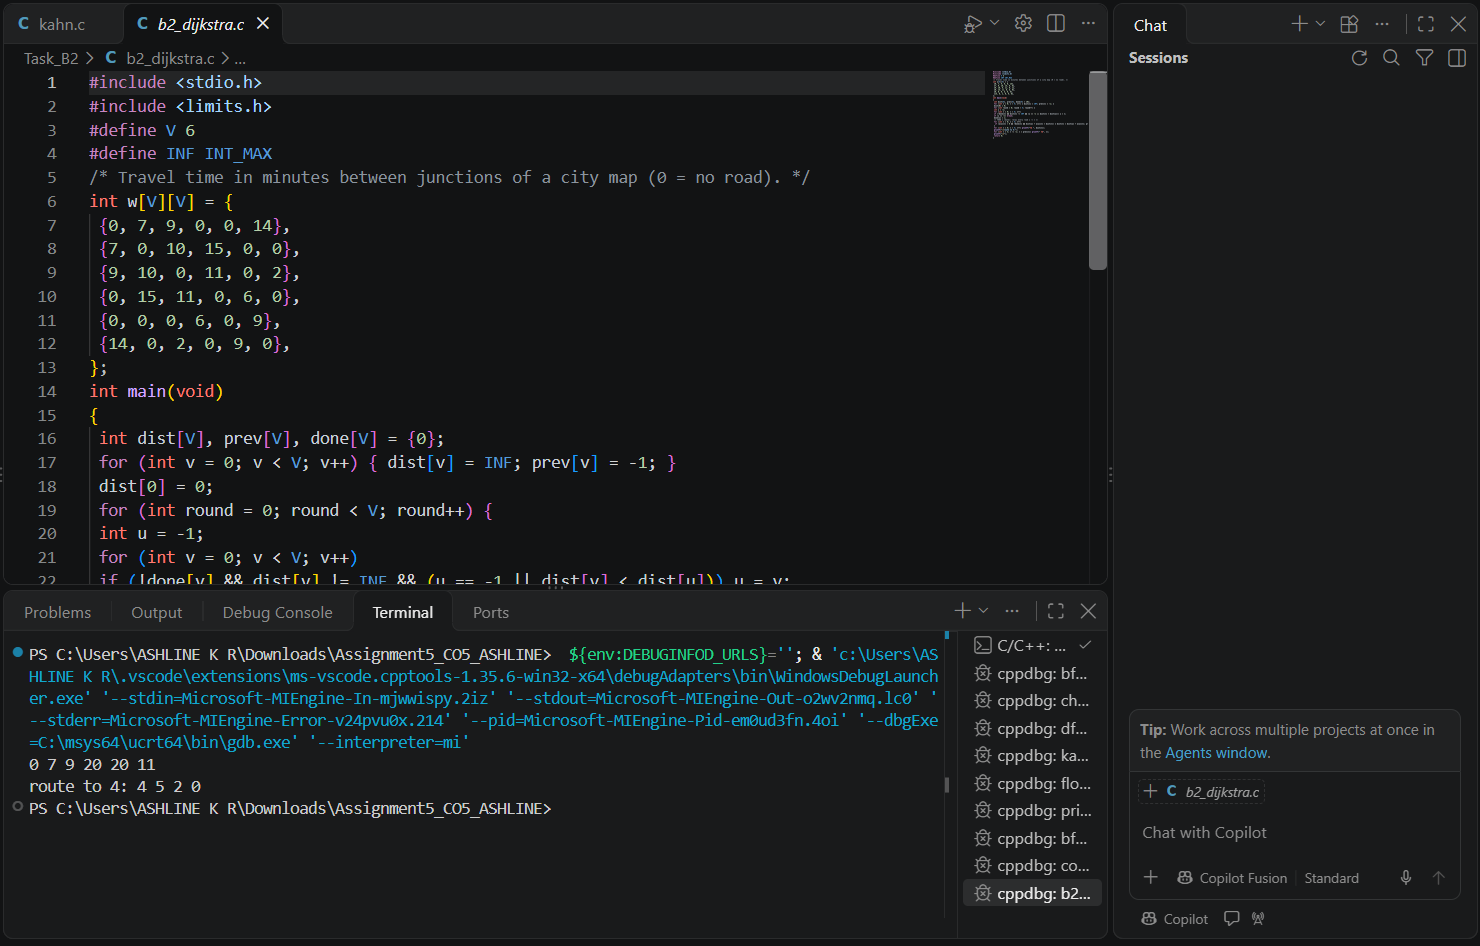 kahn.c
b2_dijkstra.c
Task_B2 > C b2_dijkstra.c > ...
1 #include <stdio.h>
2 #include <limits.h>
3 #define V 6
4 #define INF INT_MAX
5 /* Travel time in minutes between junctions of a city map (0 = no road). */
6 int w[V][V] = {
7 {0, 7, 9, 0, 0, 14},
8 {7, 0, 10, 15, 0, 0},
9 {9, 10, 0, 11, 0, 2},
10 {0, 15, 11, 0, 6, 0},
11 {0, 0, 0, 6, 0, 9},
12 {14, 0, 2, 0, 9, 0},
13 };
14 int main(void)
15 {
16 int dist[V], prev[V], done[V] = {0};
17 for (int v = 0; v < V; v++) { dist[v] = INF; prev[v] = -1; }
18 dist[0] = 0;
19 for (int round = 0; round < V; round++) {
20 int u = -1;
21 for (int v = 0; v < V; v++)
22 if (!done[v] && dist[v] != INF && (u == -1 || dist[v] < dist[u])) u = v;
Problems
Output
Debug Console
Terminal
Ports
PS C:\Users\ASHLINE K R\Downloads\Assignment5_CO5_ASHLINE>  ${env:DEBUGINFOD_URLS}=''; & 'c:\Users\AS
HLINE K R\.vscode\extensions\ms-vscode.cpptools-1.35.6-win32-x64\debugAdapters\bin\WindowsDebugLaunch
er.exe' '--stdin=Microsoft-MIEngine-In-mjwwispy.2iz' '--stdout=Microsoft-MIEngine-Out-o2wv2nmq.lc0' '
--stderr=Microsoft-MIEngine-Error-v24pvu0x.214' '--pid=Microsoft-MIEngine-Pid-em0ud3fn.4oi' '--dbgExe
=C:\msys64\ucrt64\bin\gdb.exe' '--interpreter=mi'
0 7 9 20 20 11
route to 4: 4 5 2 0
PS C:\Users\ASHLINE K R\Downloads\Assignment5_CO5_ASHLINE>
C/C++: ...
cppdbg: bf...
cppdbg: ch...
cppdbg: df...
cppdbg: ka...
cppdbg: flo...
cppdbg: pri...
cppdbg: bf...
cppdbg: co...
cppdbg: b2...
Chat
Sessions
Tip: Work across multiple projects at once in
the Agents window.
b2_dijkstra.c
Chat with Copilot
Copilot Fusion
Standard
Copilot